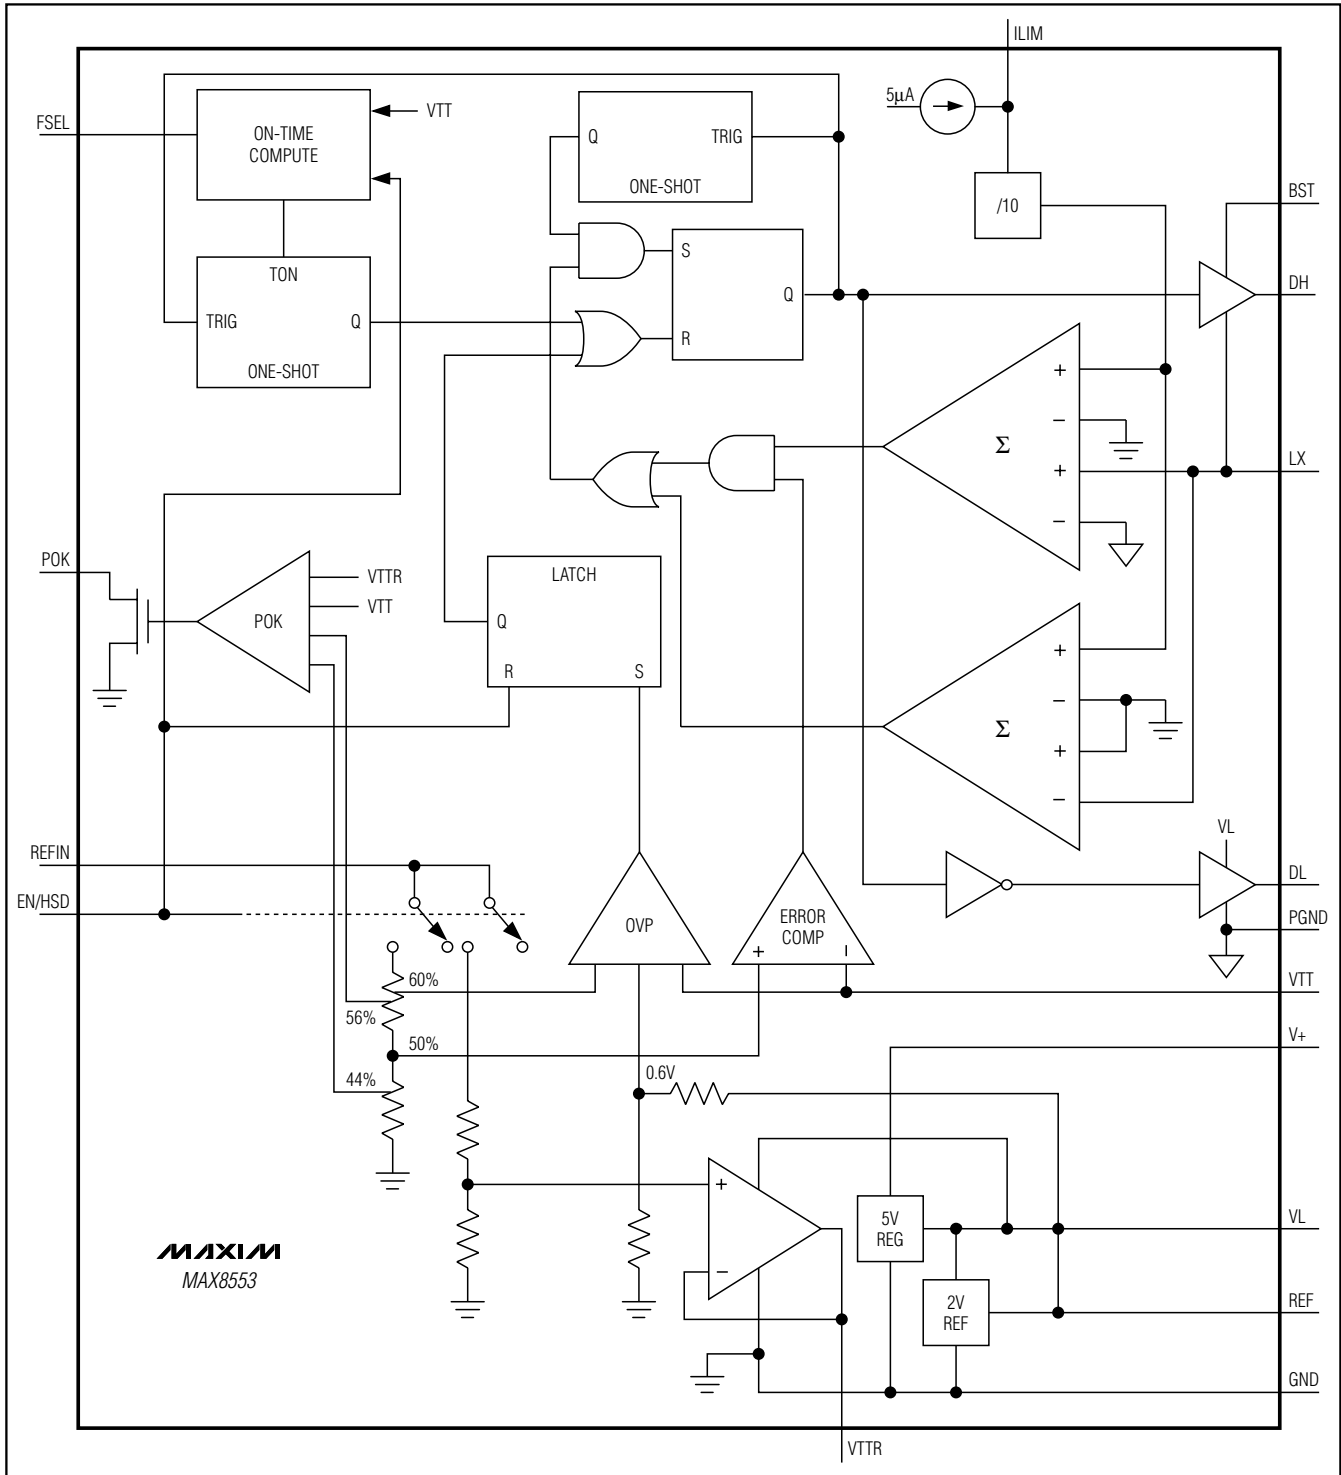 ILIM
5µA
FSEL
ON-TIME
COMPUTE
VTT
Q
TRIG
ONE-SHOT
/10
BST
S
Q
R
DH
TON
TRIG
Q
ONE-SHOT
+
−
Σ
+
−
LX
POK
POK
VTTR
VTT
LATCH
Q
R
S
+
−
Σ
+
−
REFIN
EN/HSD
OVP
ERROR
COMP
+
−
VL
DL
PGND
VTT
60%
56%
50%
44%
V+
0.6V
+
−
5V
REG
VL
2V
REF
REF
GND
VTTR
MAXIM
MAX8553